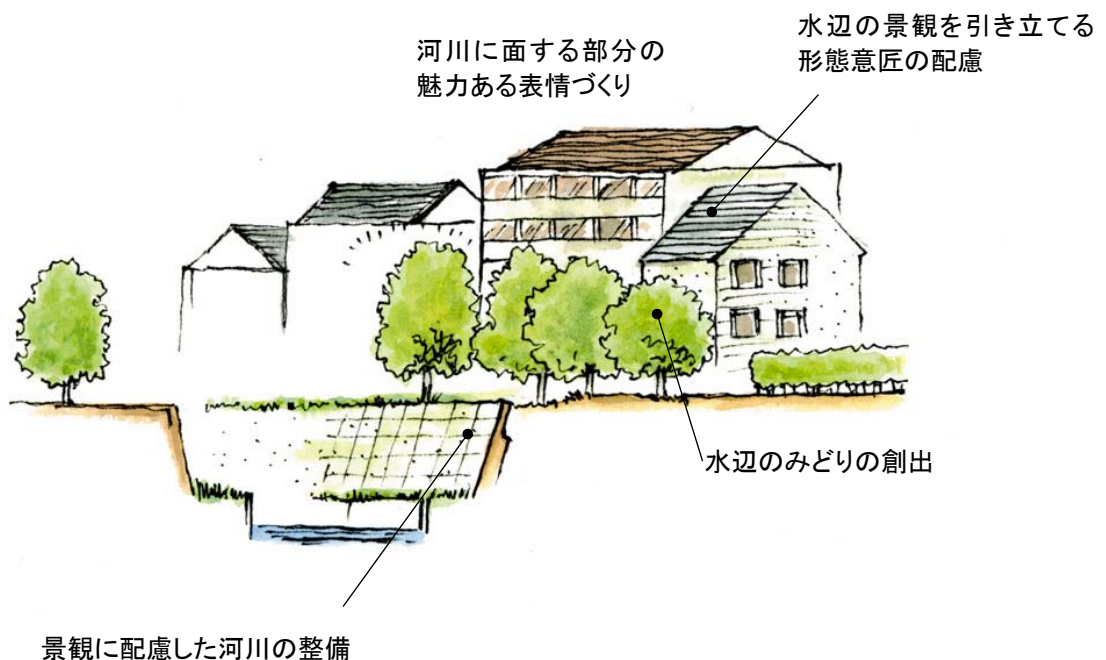 水辺の景観を引き立てる
形態意匠の配慮
河川に面する部分の
魅力ある表情づくり
水辺のみどりの創出
景観に配慮した河川の整備